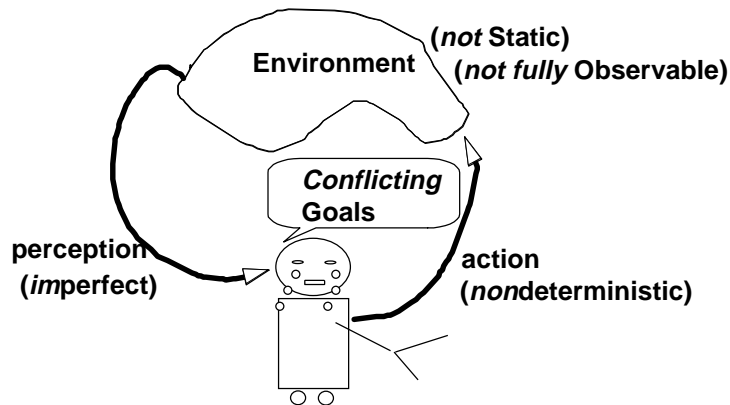 (not Static)
Environment
(not fully Observable)
Conflicting
Goals
perception
(imperfect)
action
(nondeterministic)